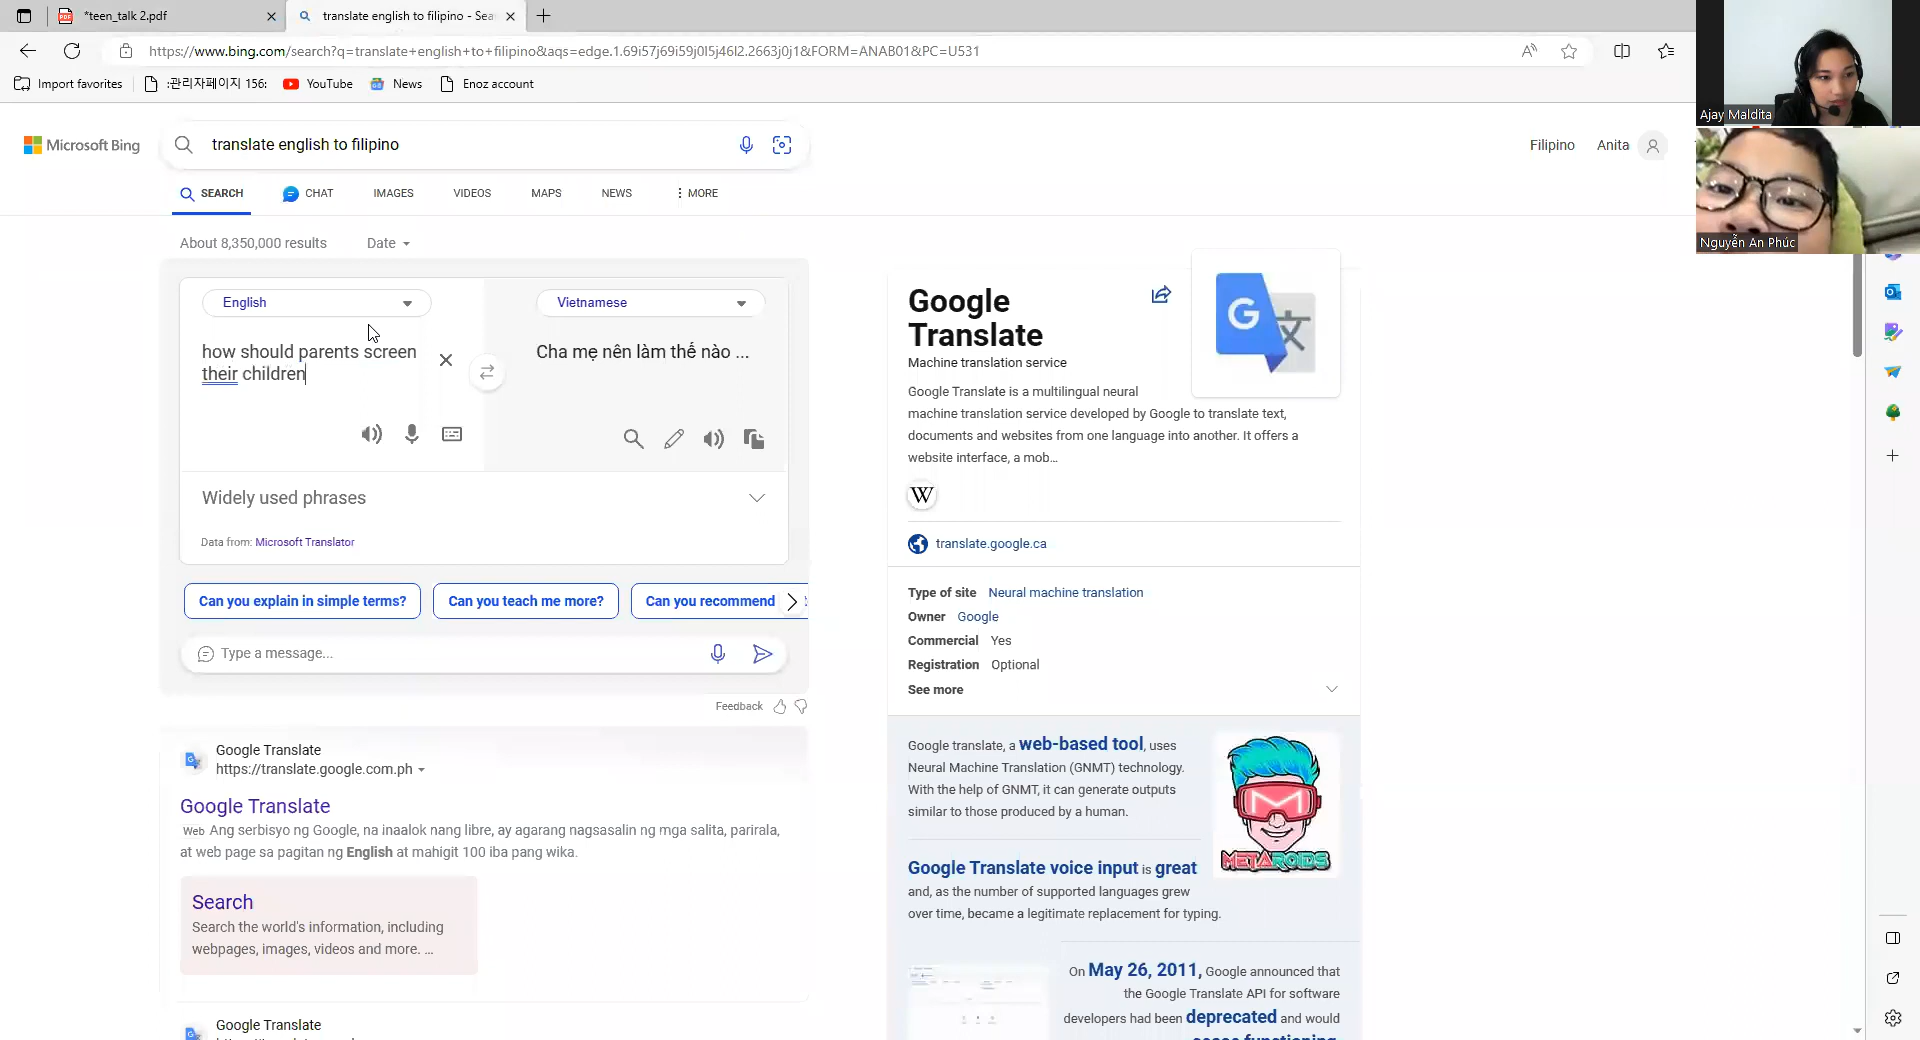 *teen_talk 2.pdf
translate english to filipino - Sea
https://www.bing.com/search?q=translate+english+to+filipino&aqs=edge.1.69i57j69i59j0l5j46l2.2663j0j1&FORM=ANAB01&PC=U531
Import favorites
:관리자페이지 156:
YouTube
News
Enoz account
Ajay Maldita
Nguyễn An Phúc
Microsoft Bing
translate english to filipino
Filipino
Anita
SEARCH
CHAT
IMAGES
VIDEOS
MAPS
NEWS
MORE
About 8,350,000 results
Date
English
Vietnamese
how should parents screen
their children
Cha mẹ nên làm thế nào ...
Widely used phrases
Data from: Microsoft Translator
Can you explain in simple terms?
Can you teach me more?
Can you recommend
Type a message...
Feedback
Google Translate
https://translate.google.com.ph
Google Translate
Web Ang serbisyo ng Google, na inaalok nang libre, ay agarang nagsasalin ng mga salita, parirala,
at web page sa pagitan ng English at mahigit 100 iba pang wika.
Search
Search the world's information, including
webpages, images, videos and more. ...
Google Translate
Google
Translate
Machine translation service
Google Translate is a multilingual neural
machine translation service developed by Google to translate text,
documents and websites from one language into another. It offers a
website interface, a mob...
W
translate.google.ca
Type of site Neural machine translation
Owner Google
Commercial Yes
Registration Optional
See more
Google translate, a web-based tool, uses
Neural Machine Translation (GNMT) technology.
With the help of GNMT, it can generate outputs
similar to those produced by a human.
METAROIDS
Google Translate voice input is great
and, as the number of supported languages grew
over time, became a legitimate replacement for typing.
On May 26, 2011, Google announced that
the Google Translate API for software
developers had been deprecated and would
cease functioning.